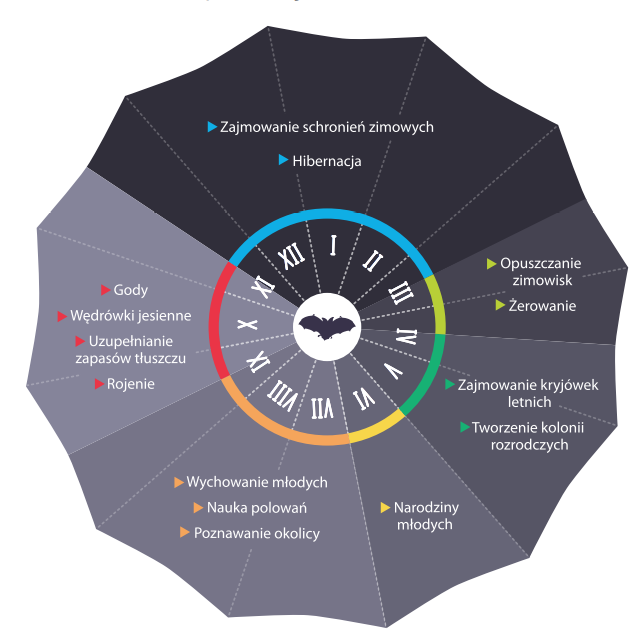 Zajmowanie schronień zimowych
Hibernacja
Opuszczanie
zimowisk
Żerowanie
Zajmowanie kryjówek
letnich
Tworzenie kolonii
rozrodczych
Narodziny
młodych
Wychowanie młodych
Nauka polowań
Poznawanie okolicy
Gody
Wędrówki jesienne
Uzupełnianie
zapasów tłuszczu
Rojenie
I
II
III
IV
V
VI
VII
VIII
IX
X
XI
XII